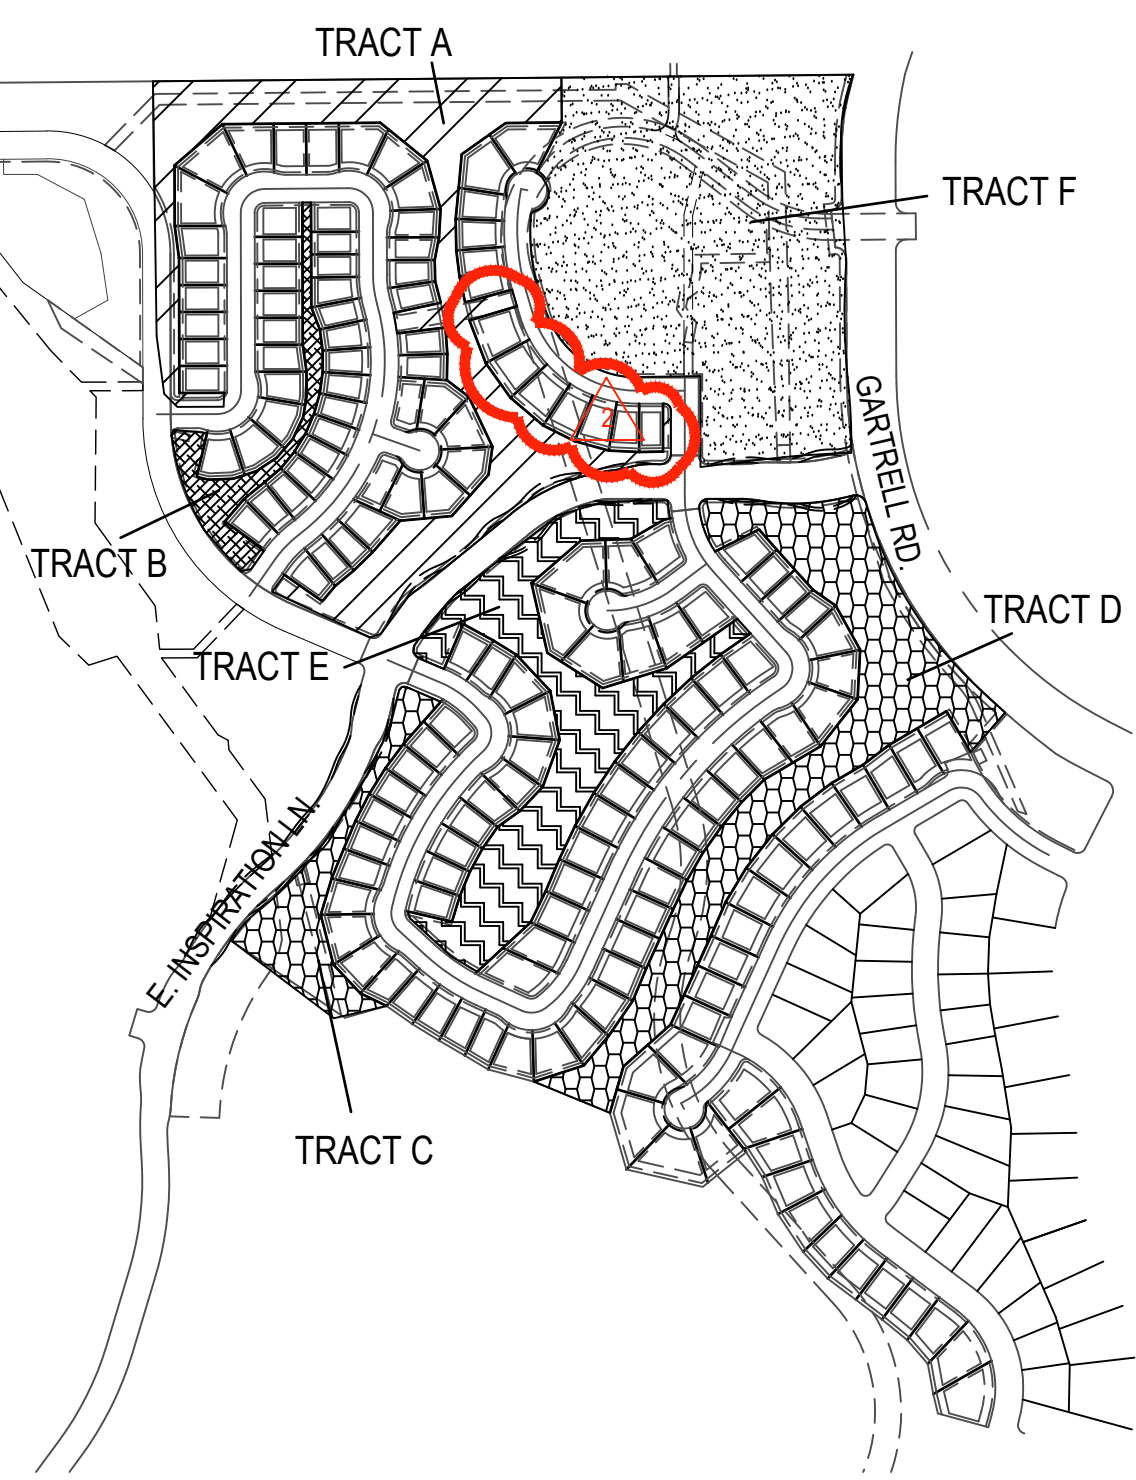 TRACT A
TRACT F
2
GARTRELL RD.
TRACT B
TRACT D
TRACT E
E. INSPIRATION LN.
TRACT C